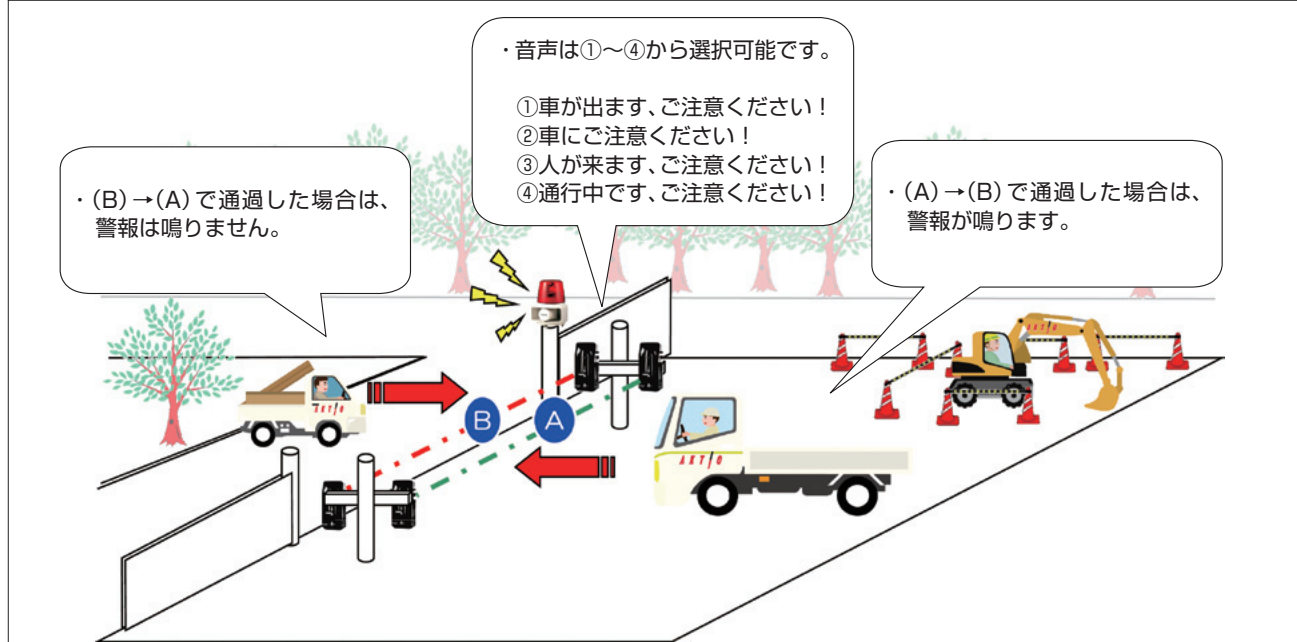 ・音声は①～④から選択可能です。
①車が出ます、ご注意ください！
②車にご注意ください！
③人が来ます、ご注意ください！
④通行中です、ご注意ください！
・(B)→(A)で通過した場合は、
警報は鳴りません。
・(A)→(B)で通過した場合は、
警報が鳴ります。
AKTIO
B
A
AKTIO
AKTIO